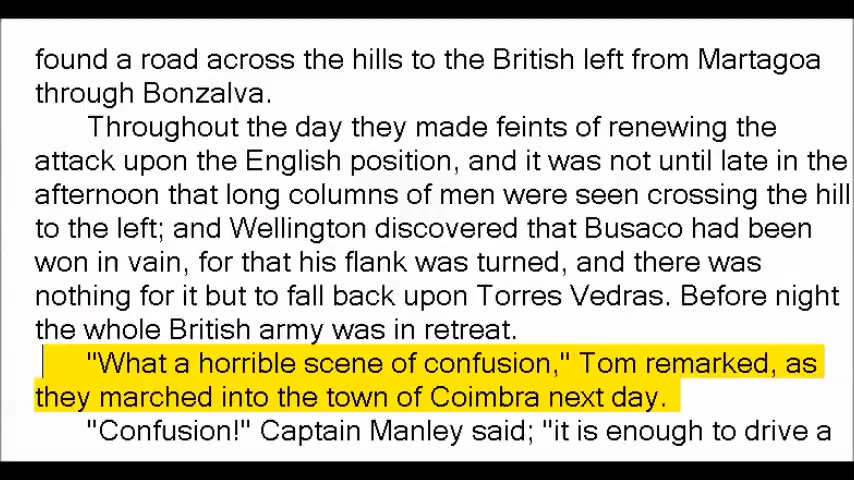 found a road across the hills to the British left from Martagoa
through Bonzalva.
Throughout the day they made feints of renewing the
attack upon the English position, and it was not until late in the
afternoon that long columns of men were seen crossing the hill
to the left; and Wellington discovered that Busaco had been
won in vain, for that his flank was turned, and there was
nothing for it but to fall back upon Torres Vedras. Before night
the whole British army was in retreat.
"What a horrible scene of confusion," Tom remarked, as
they marched into the town of Coimbra next day.
"Confusion!" Captain Manley said; "it is enough to drive a